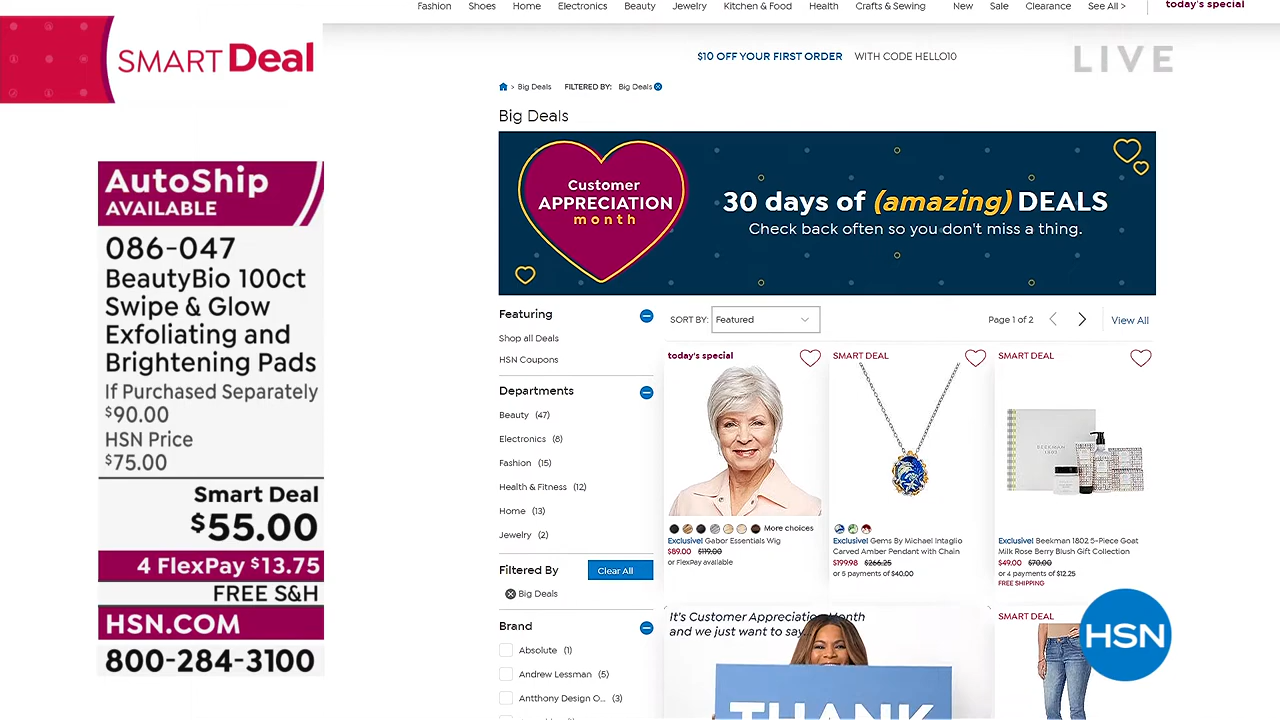 Fashion Shoes Home Electronics Beauty Jewelry Kitchen & Food Health Crafts & Sewing New Sale Clearance See All > today's special
SMART Deal
$10 OFF YOUR FIRST ORDER WITH CODE HELLO10
LIVE
> Big Deals FILTERED BY: Big Deals
Big Deals
Customer
APPRECIATION
month
30 days of (amazing) DEALS
Check back often so you don't miss a thing.
AutoShip
AVAILABLE
086-047
BeautyBio 100ct
Swipe & Glow
Exfoliating and
Brightening Pads
If Purchased Separately
$90.00
HSN Price
$75.00
Smart Deal
$55.00
4 FlexPay $13.75
FREE S&H
HSN.COM
800-284-3100
Featuring
Shop all Deals
HSN Coupons
Departments
Beauty (47)
Electronics (8)
Fashion (15)
Health & Fitness (12)
Home (13)
Jewelry (2)
Filtered By Clear All
Big Deals
Brand
Absolute (1)
Andrew Lessman (5)
Antthony Design O... (3)
SORT BY: Featured
Page 1 of 2
View All
today's special
More choices
Exclusive! Gabor Essentials Wig
$89.00 $119.00
or FlexPay available
SMART DEAL
Exclusive! Gems By Michael Intaglio
Carved Amber Pendant with Chain
$199.98 $266.25
or 5 payments of $40.00
SMART DEAL
BEEKMAN
1802
Exclusive! Beekman 1802 5-Piece Goat
Milk Rose Berry Blush Gift Collection
$49.00 $70.00
or 4 payments of $12.25
FREE SHIPPING
It's Customer Appreciation Month
and we just want to say...
THANK
SMART DEAL
HSN